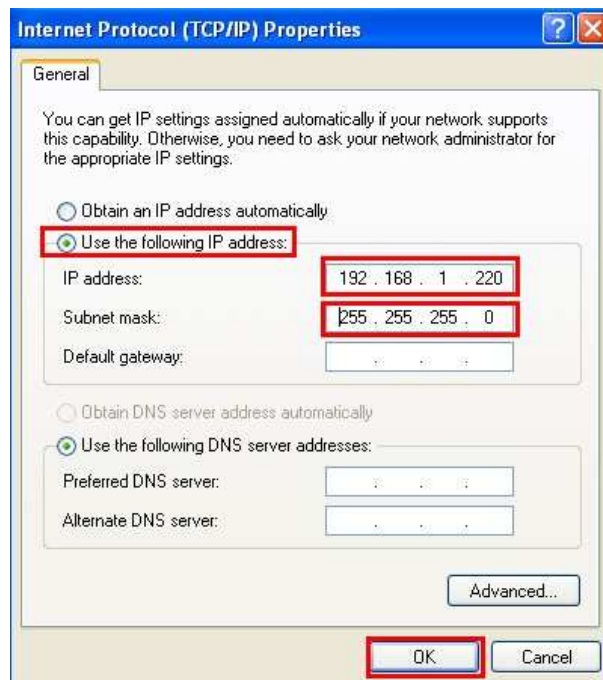 Internet Protocol (TCP/IP) Properties
General
You can get IP settings assigned automatically if your network supports
this capability. Otherwise, you need to ask your network administrator for
the appropriate IP settings.
Obtain an IP address automatically
Use the following IP address:
IP address: 192 . 168 . 1 . 220
Subnet mask: 255 . 255 . 255 . 0
Default gateway: . . .
Obtain DNS server address automatically
Use the following DNS server addresses:
Preferred DNS server: . . .
Alternate DNS server: . . .
Advanced...
OK Cancel